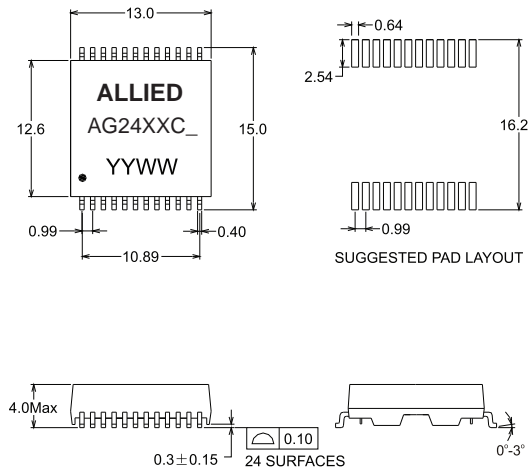 13.0
0.64
2.54
ALLIED
AG24XXC_
YYWW
12.6
15.0
16.2
0.99
0.40
10.89
0.99
SUGGESTED PAD LAYOUT
4.0Max
0.3±0.15
0.10
24 SURFACES
0°-3°